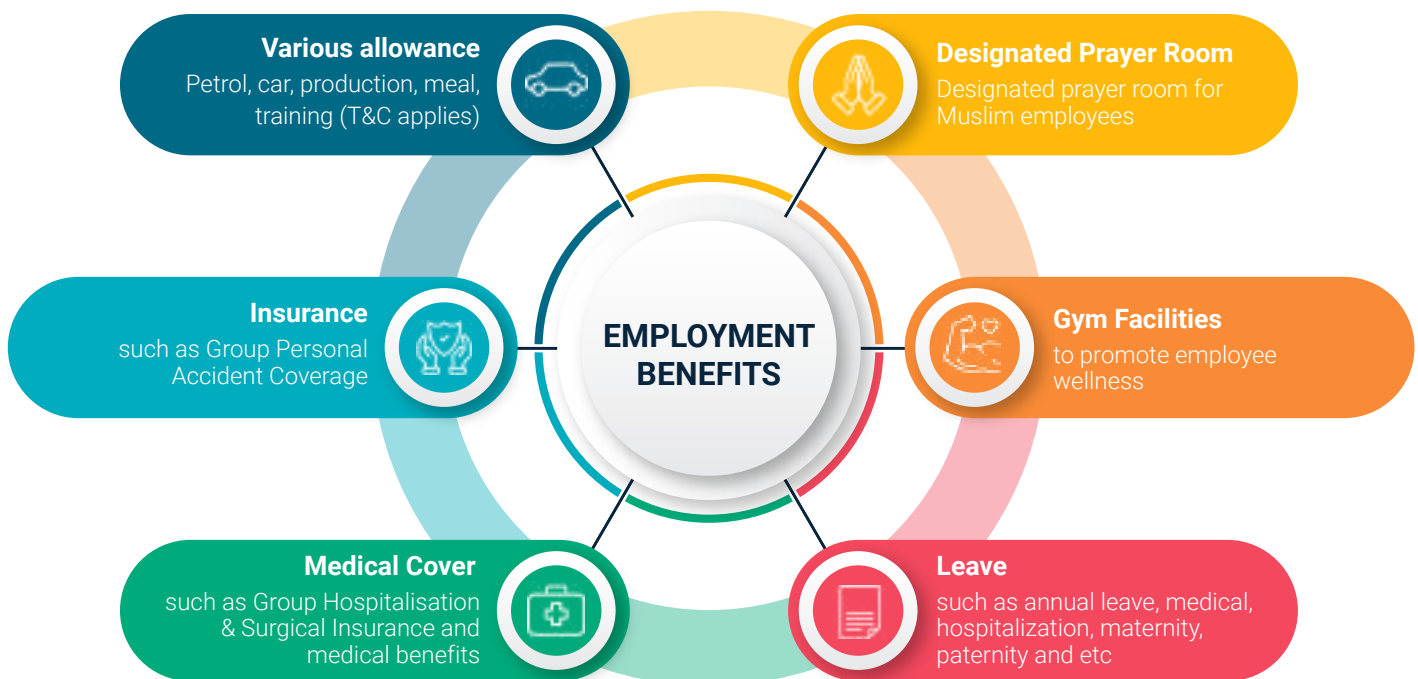 Various allowance
Petrol, car, production, meal,
training (T&C applies)
Designated Prayer Room
Designated prayer room for
Muslim employees
Insurance
such as Group Personal
Accident Coverage
EMPLOYMENT
BENEFITS
Gym Facilities
to promote employee
wellness
Medical Cover
such as Group Hospitalisation
& Surgical Insurance and
medical benefits
Leave
such as annual leave, medical,
hospitalization, maternity,
paternity and etc